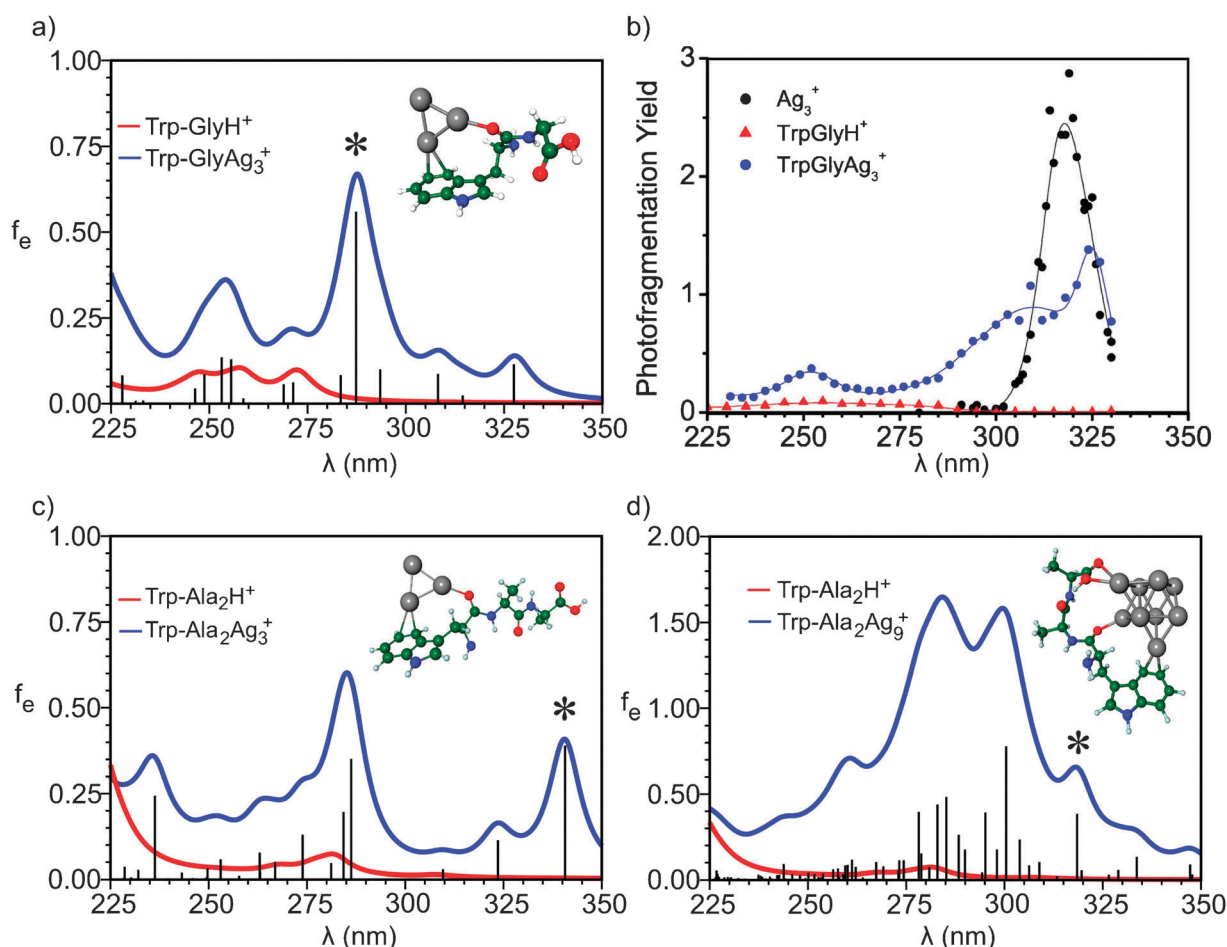 a)
1.00
0.75
0.50
0.25
0.00
fe
Trp-GlyH+
Trp-GlyAg3+
*
225 250 275 300 325 350
λ (nm)
b)
3
2
1
0
Photofragmentation Yield
Ag3+
TrpGlyH+
TrpGlyAg3+
225 250 275 300 325 350
λ (nm)
c)
1.00
0.75
0.50
0.25
0.00
fe
Trp-Ala2H+
Trp-Ala2Ag3+
*
225 250 275 300 325 350
λ (nm)
d)
2.00
1.50
1.00
0.50
0.00
fe
Trp-Ala2H+
Trp-Ala2Ag9+
*
225 250 275 300 325 350
λ (nm)